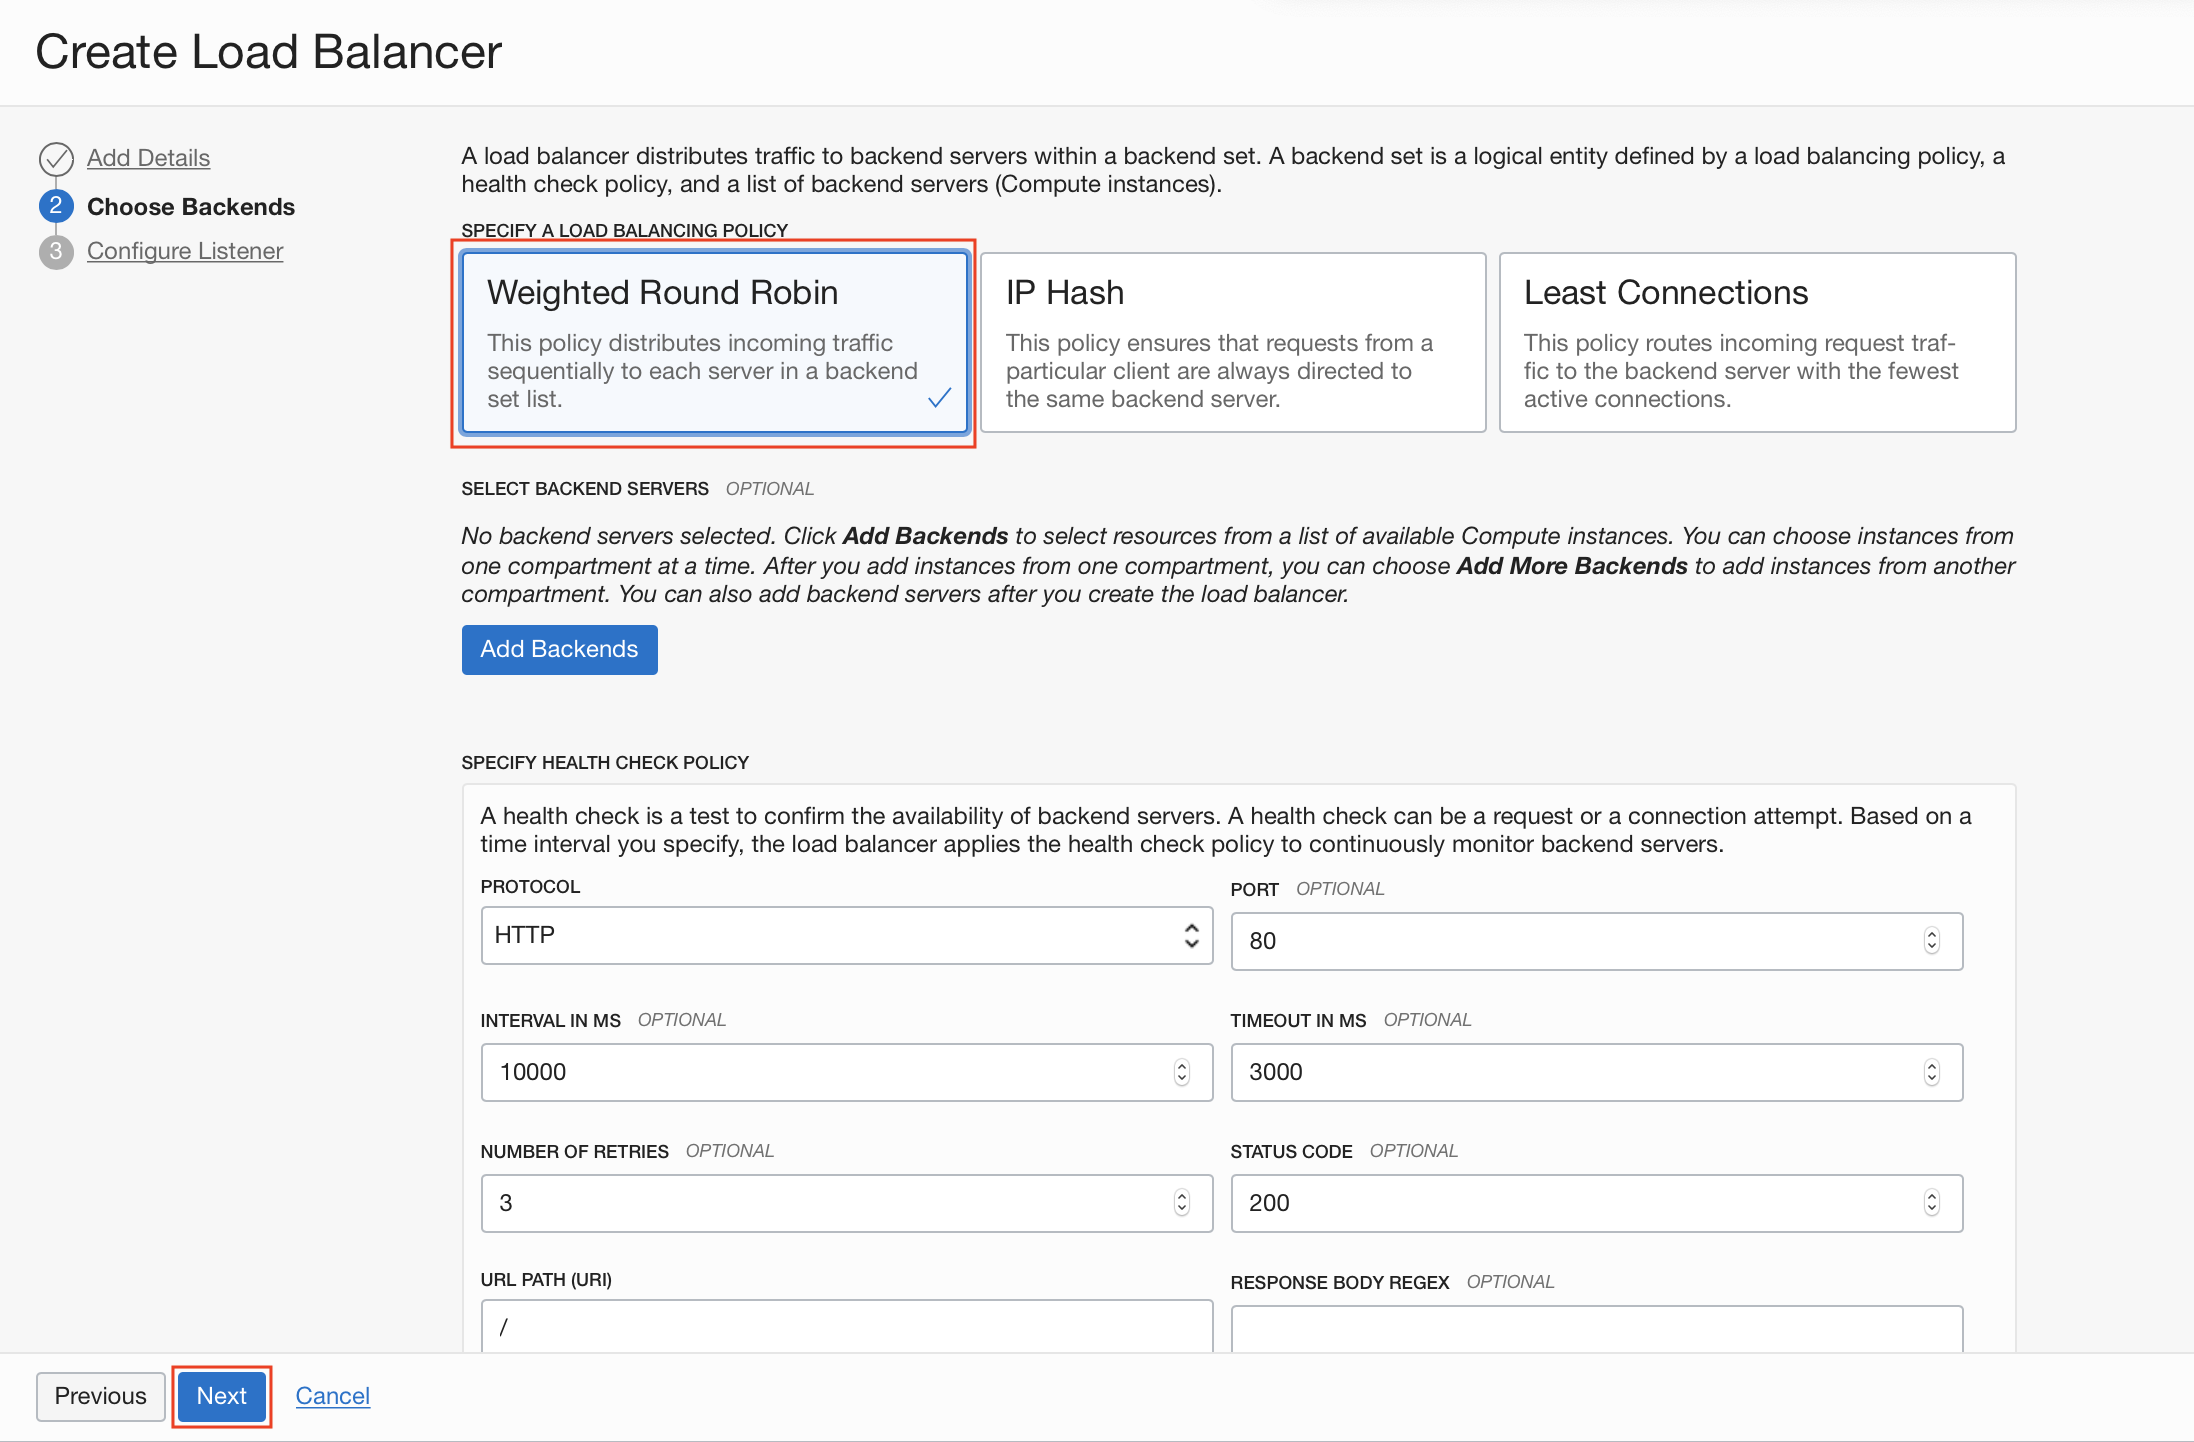 Create Load Balancer
Add Details
2 Choose Backends
3 Configure Listener
A load balancer distributes traffic to backend servers within a backend set. A backend set is a logical entity defined by a load balancing policy, a
health check policy, and a list of backend servers (Compute instances).
SPECIFY A LOAD BALANCING POLICY
Weighted Round Robin
This policy distributes incoming traffic
sequentially to each server in a backend
set list.
IP Hash
This policy ensures that requests from a
particular client are always directed to
the same backend server.
Least Connections
This policy routes incoming request traf-
fic to the backend server with the fewest
active connections.
SELECT BACKEND SERVERS OPTIONAL
No backend servers selected. Click Add Backends to select resources from a list of available Compute instances. You can choose instances from
one compartment at a time. After you add instances from one compartment, you can choose Add More Backends to add instances from another
compartment. You can also add backend servers after you create the load balancer.
Add Backends
SPECIFY HEALTH CHECK POLICY
A health check is a test to confirm the availability of backend servers. A health check can be a request or a connection attempt. Based on a
time interval you specify, the load balancer applies the health check policy to continuously monitor backend servers.
PROTOCOL
HTTP
PORT OPTIONAL
80
INTERVAL IN MS OPTIONAL
10000
TIMEOUT IN MS OPTIONAL
3000
NUMBER OF RETRIES OPTIONAL
3
STATUS CODE OPTIONAL
200
URL PATH (URI)
/
RESPONSE BODY REGEX OPTIONAL
Previous Next Cancel